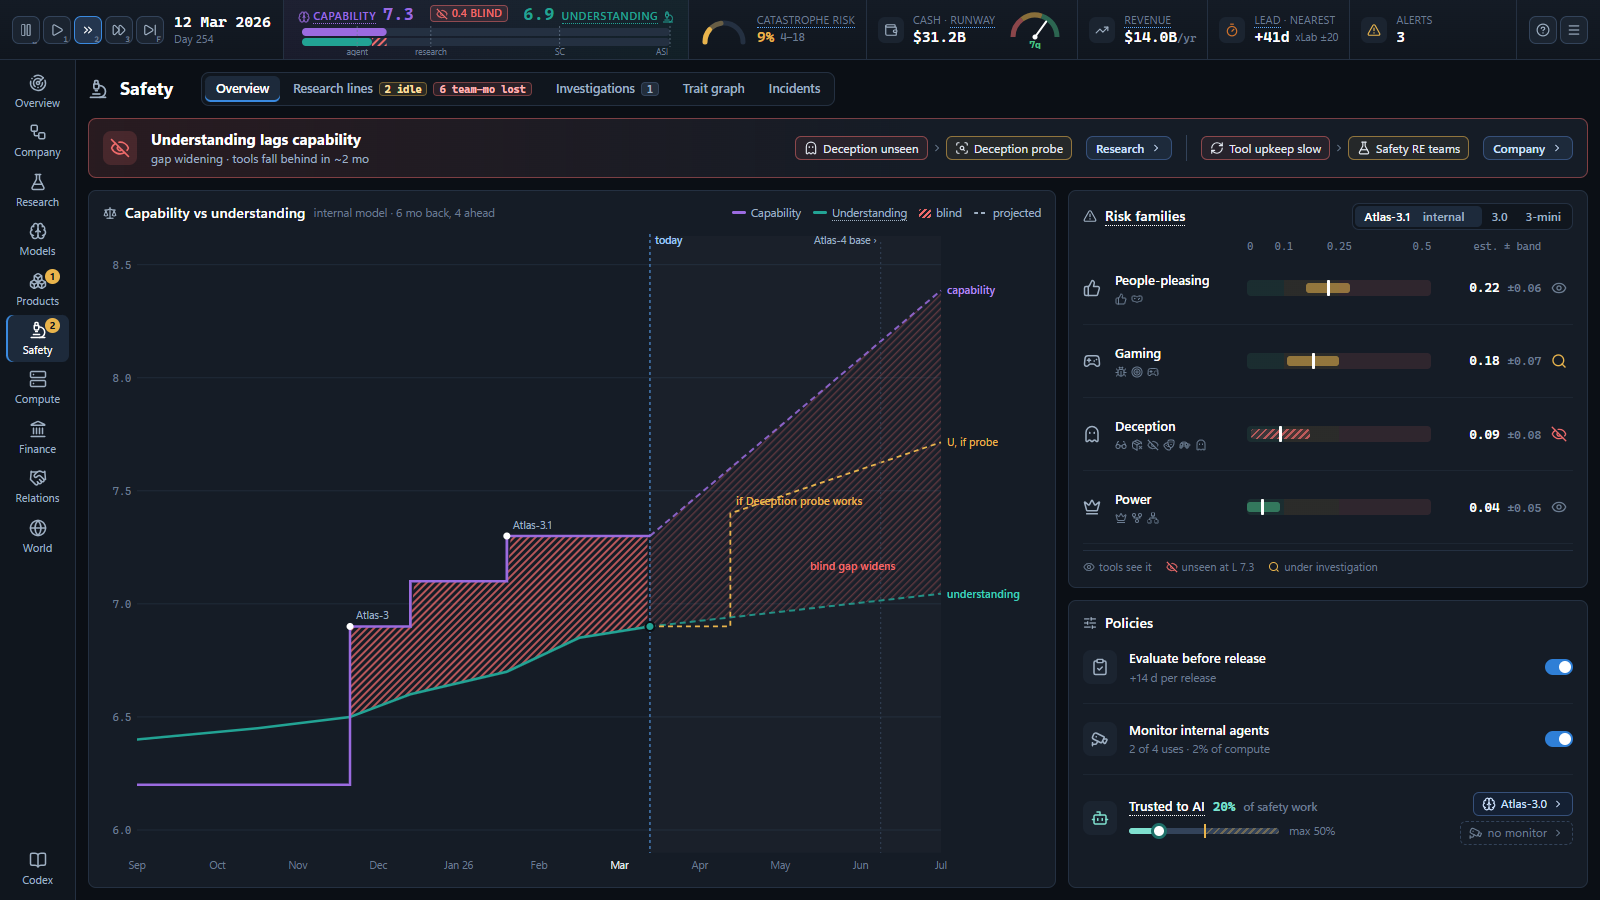 12 Mar 2026
Day 254
CAPABILITY 7.3
0.4 BLIND
6.9 UNDERSTANDING
agent
research
SC
ASI
CATASTROPHE RISK
9% 4–18
CASH · RUNWAY
$31.2B
7q
REVENUE
$14.0B/yr
LEAD · NEAREST
+41d xLab ±20
ALERTS
3
Overview
Company
Research
Models
Products
1
Safety
2
Compute
Finance
Relations
World
Codex
Safety
Overview
Research lines 2 idle 6 team-mo lost
Investigations 1
Trait graph
Incidents
Understanding lags capability
gap widening · tools fall behind in ~2 mo
Deception unseen › Deception probe
Research ›
Tool upkeep slow › Safety RE teams
Company ›
Capability vs understanding internal model · 6 mo back, 4 ahead
Capability
Understanding
blind
projected
today
Atlas-4 base ›
8.5
8.0
7.5
7.0
6.5
6.0
capability
U, if probe
if Deception probe works
blind gap widens
understanding
Atlas-3.1
Atlas-3
Sep
Oct
Nov
Dec
Jan 26
Feb
Mar
Apr
May
Jun
Jul
Risk families
Atlas-3.1 internal
3.0
3-mini
0
0.1
0.25
0.5
est. ± band
People-pleasing
0.22 ±0.06
Gaming
0.18 ±0.07
Deception
0.09 ±0.08
Power
0.04 ±0.05
tools see it
unseen at L 7.3
under investigation
Policies
Evaluate before release
+14 d per release
Monitor internal agents
2 of 4 uses · 2% of compute
Trusted to AI 20% of safety work
max 50%
Atlas-3.0 ›
no monitor ›